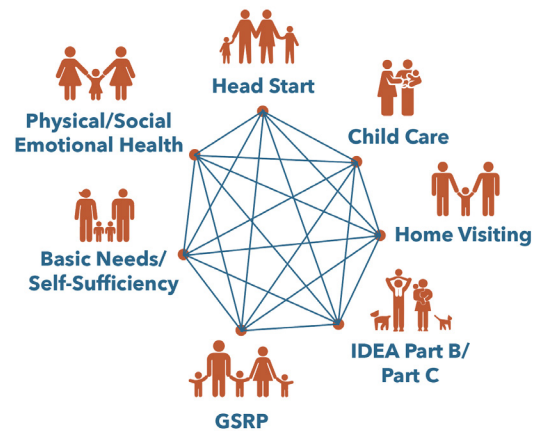 Head Start
Physical/Social
Emotional Health
Child Care
Home Visiting
Basic Needs/
Self-Sufficiency
IDEA Part B/
Part C
GSRP